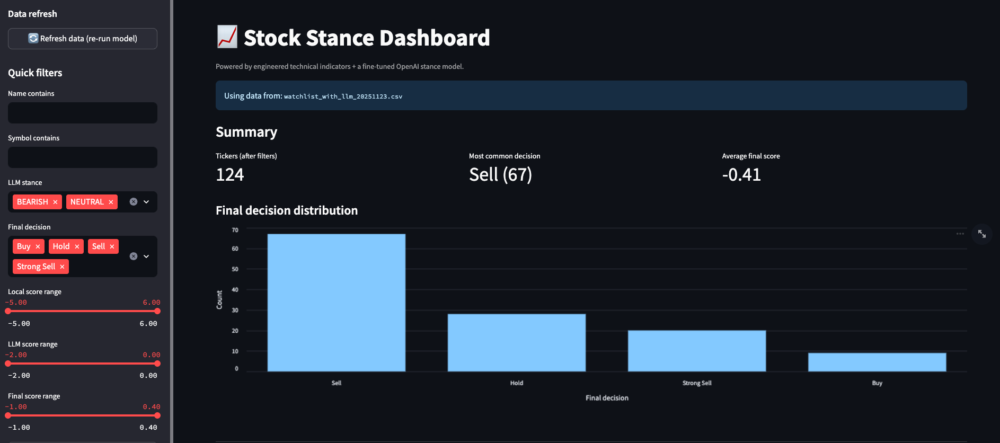 Data refresh
Refresh data (re-run model)
Quick filters
Name contains
Symbol contains
LLM stance
BEARISH × NEUTRAL ×
Final decision
Buy × Hold × Sell ×
Strong Sell ×
Local score range
-5.00 6.00
-5.00 6.00
LLM score range
-2.00 0.00
-2.00 0.00
Final score range
-1.00 0.40
-1.00 0.40
Stock Stance Dashboard
Powered by engineered technical indicators + a fine-tuned OpenAI stance model.
Using data from: watchlist_with_llm_20251123.csv
Summary
Tickers (after filters)
124
Most common decision
Sell (67)
Average final score
-0.41
Final decision distribution
Count
70
60
50
40
30
20
10
0
Sell Hold Strong Sell Buy
Final decision